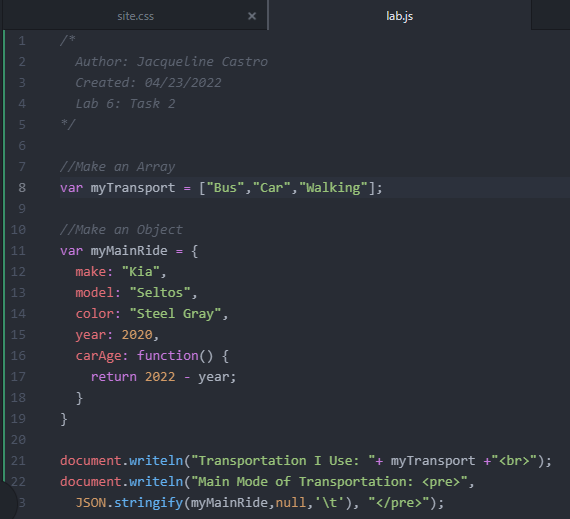 site.css × lab.js
1 /*
2 Author: Jacqueline Castro
3 Created: 04/23/2022
4 Lab 6: Task 2
5 */
6
7 //Make an Array
8 var myTransport = ["Bus","Car","Walking"];
9
10 //Make an Object
11 var myMainRide = {
12 make: "Kia",
13 model: "Seltos",
14 color: "Steel Gray",
15 year: 2020,
16 carAge: function() {
17 return 2022 - year;
18 }
19 }
20
21 document.writeln("Transportation I Use: "+ myTransport +"<br>");
22 document.writeln("Main Mode of Transportation: <pre>",
3 JSON.stringify(myMainRide,null,'\t'), "</pre>");